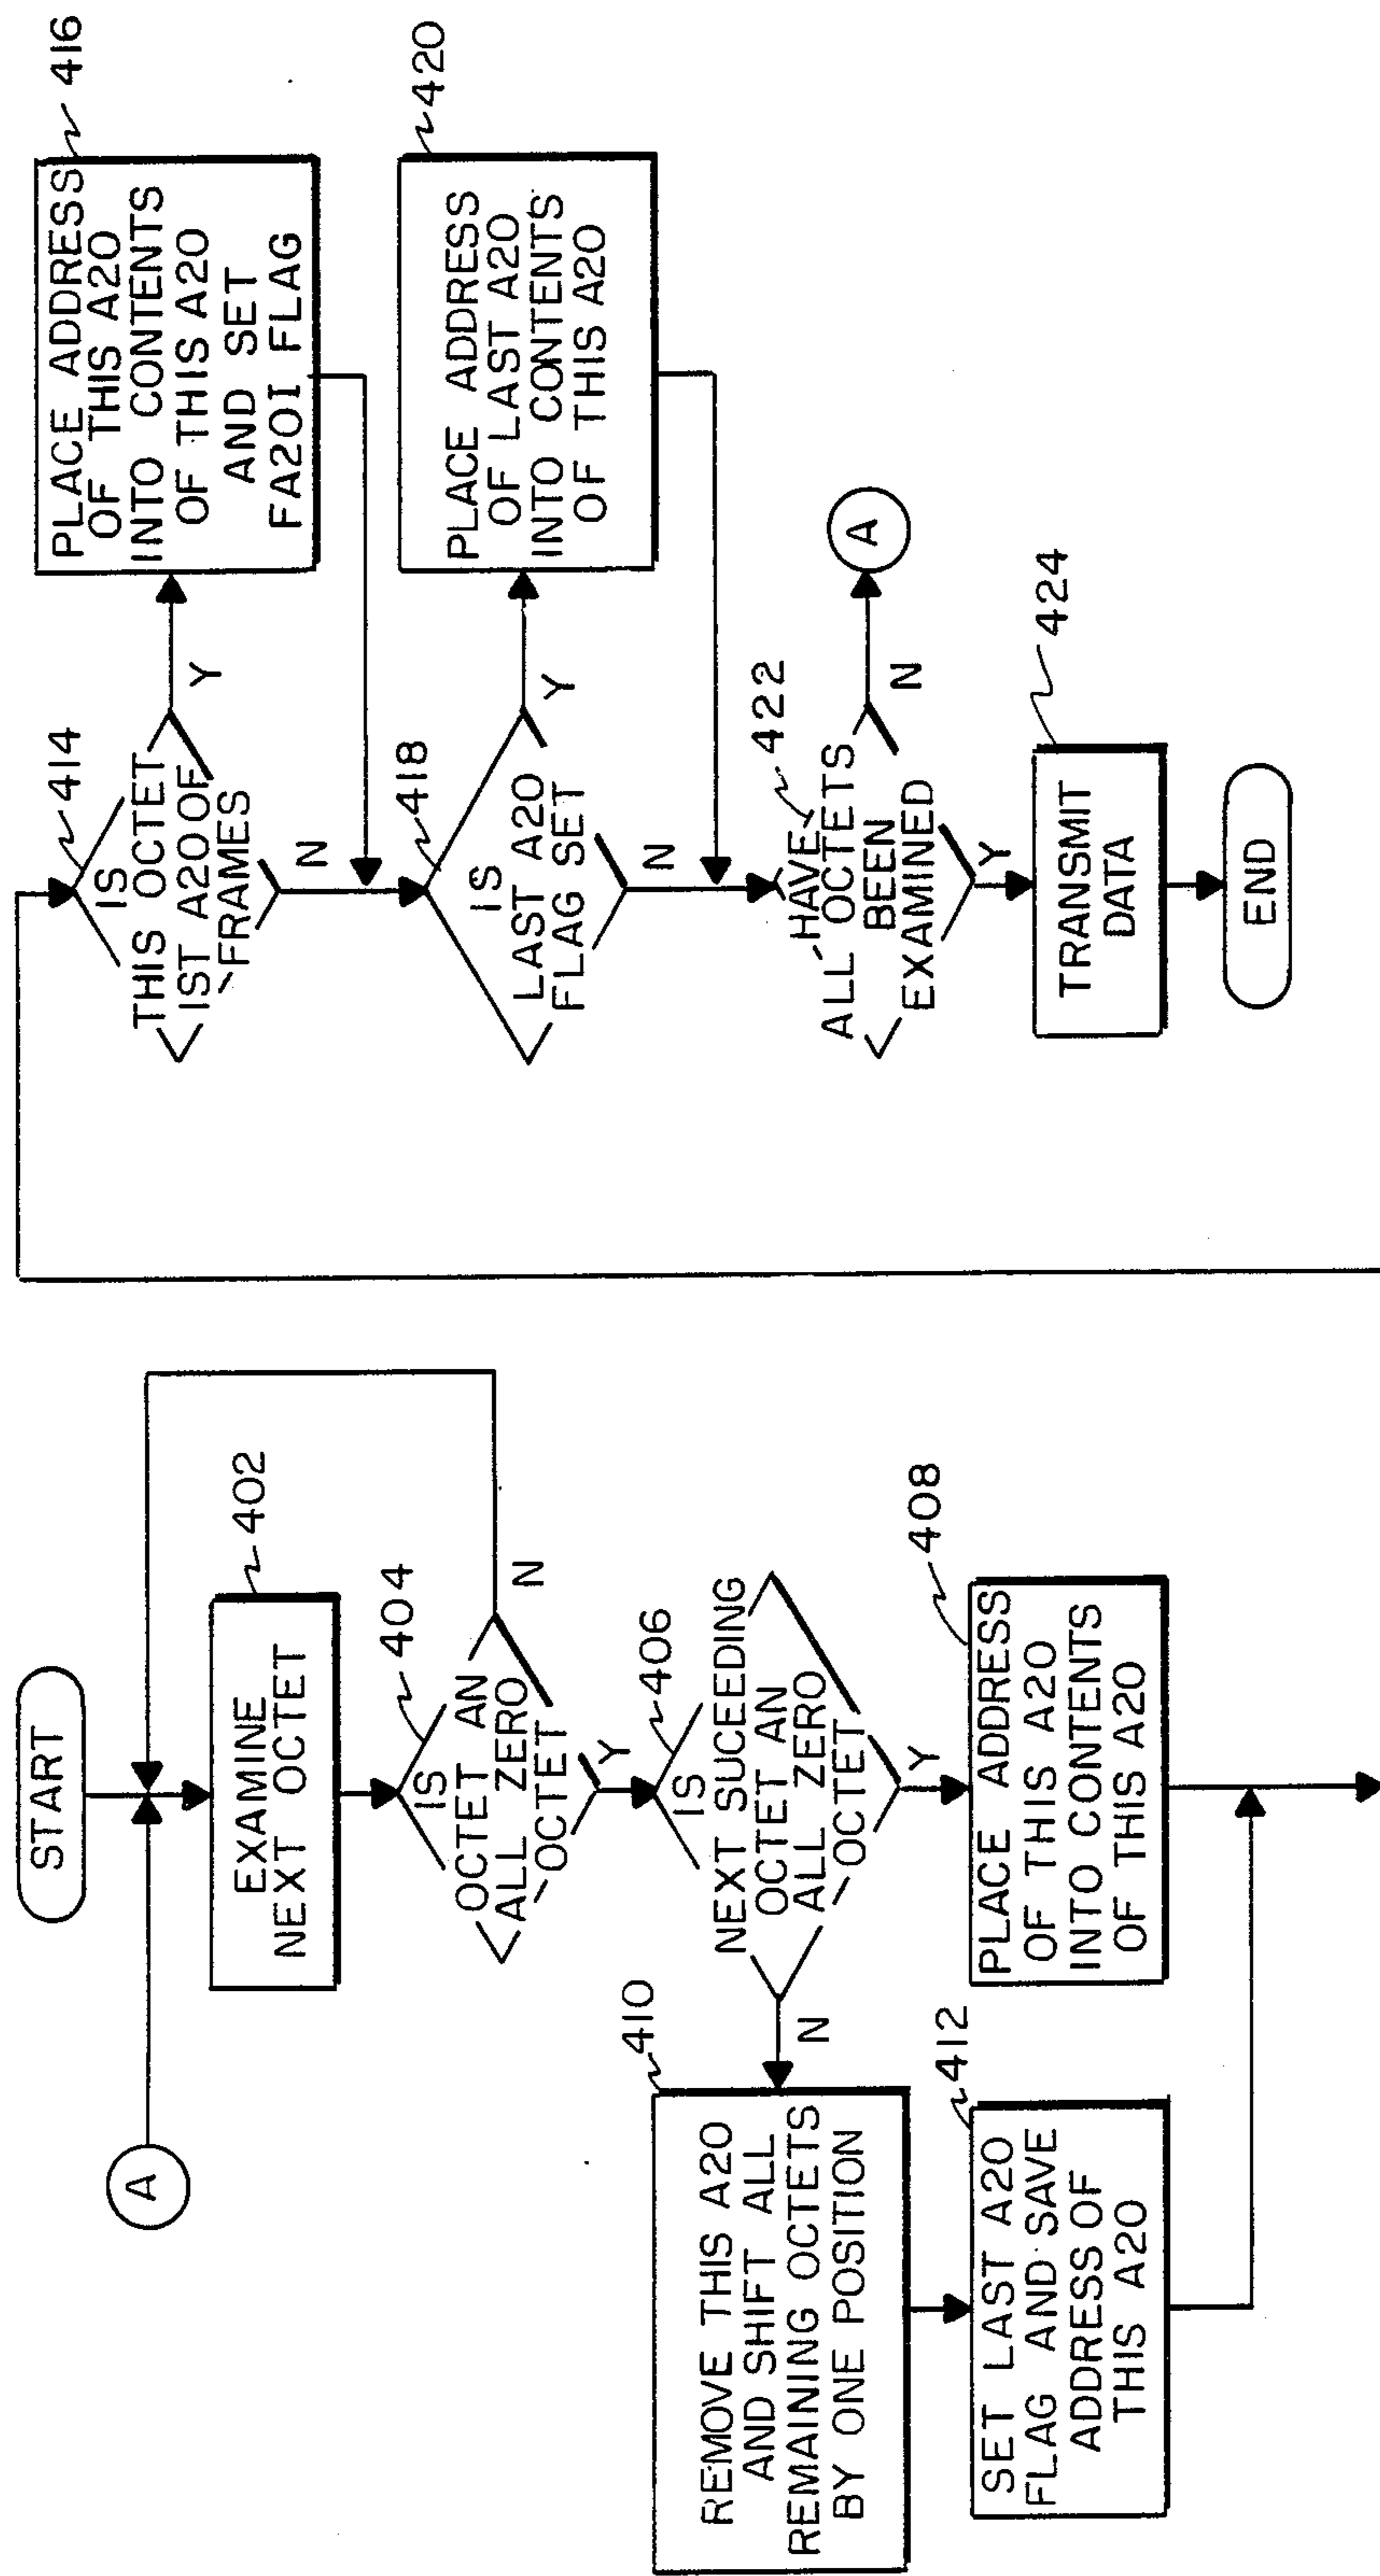 START
A
EXAMINE
NEXT OCTET
402
IS
OCTET AN
ALL ZERO
OCTET
404
N
Y
IS
NEXT SUCEEDING
OCTET AN
ALL ZERO
OCTET
406
N
Y
PLACE ADDRESS
OF THIS A20
INTO CONTENTS
OF THIS A20
408
REMOVE THIS A20
AND SHIFT ALL
REMAINING OCTETS
BY ONE POSITION
410
SET LAST A20
FLAG AND SAVE
ADDRESS OF
THIS A20
412
IS
THIS OCTET
IST A20 OF
FRAMES
414
Y
N
PLACE ADDRESS
OF THIS A20
INTO CONTENTS
OF THIS A20
AND SET
FA20I FLAG
416
IS
LAST A20
FLAG SET
418
Y
N
PLACE ADDRESS
OF LAST A20
INTO CONTENTS
OF THIS A20
420
HAVE
ALL OCTETS
BEEN
EXAMINED
422
N
A
Y
TRANSMIT
DATA
424
END